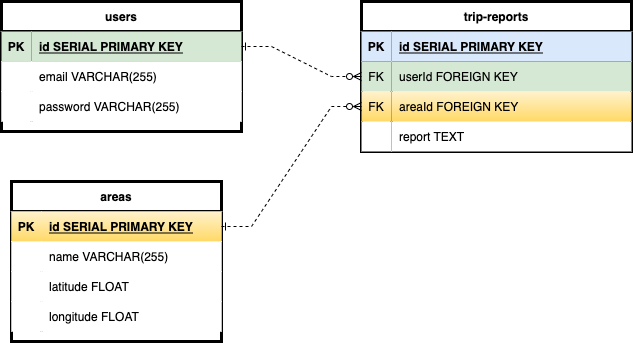 users
PK id SERIAL PRIMARY KEY
email VARCHAR(255)
password VARCHAR(255)
trip-reports
PK id SERIAL PRIMARY KEY
FK userId FOREIGN KEY
FK areaId FOREIGN KEY
report TEXT
areas
PK id SERIAL PRIMARY KEY
name VARCHAR(255)
latitude FLOAT
longitude FLOAT